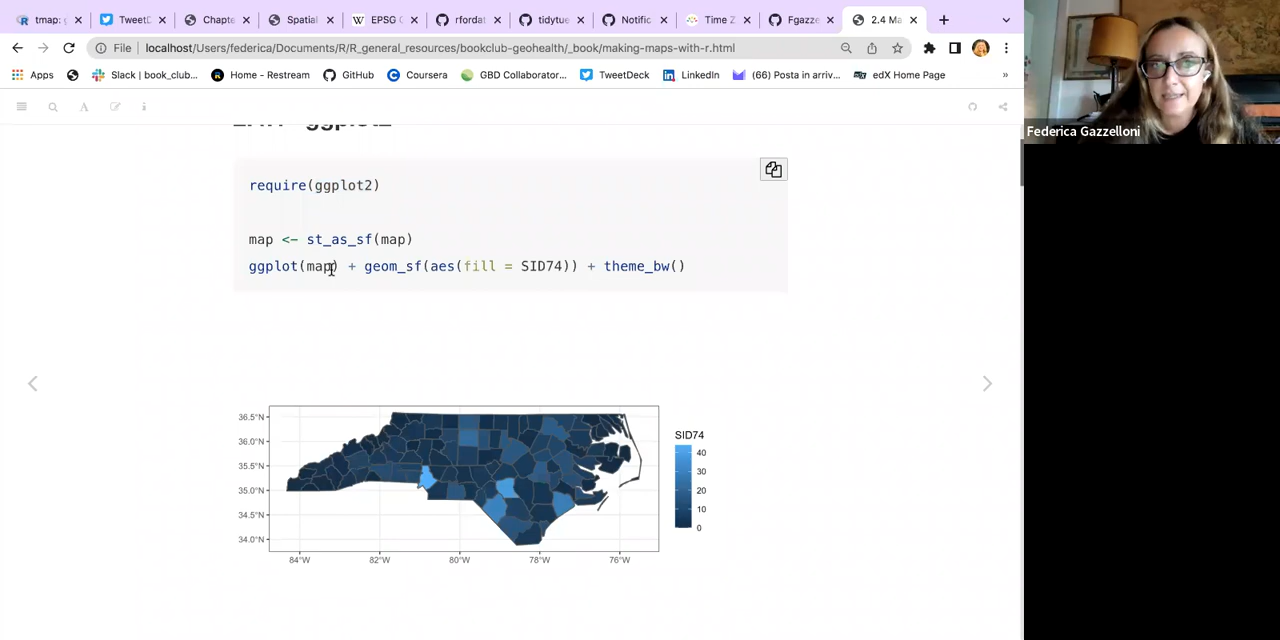 tmap: g
TweetD
Chapte
Spatial
EPSG G
rfordat
tidytue
Notific
Time Z
Fgazze
2.4 Ma
File
localhost/Users/federica/Documents/R/R_general_resources/bookclub-geohealth/_book/making-maps-with-r.html
Apps
Slack | book_club...
Home - Restream
GitHub
Coursera
GBD Collaborator...
TweetDeck
LinkedIn
(66) Posta in arriv...
edX Home Page
»
Federica Gazzelloni
require(ggplot2)
map <- st_as_sf(map)
ggplot(map) + geom_sf(aes(fill = SID74)) + theme_bw()
36.5°N
36.0°N
35.5°N
35.0°N
34.5°N
34.0°N
84°W
82°W
80°W
78°W
76°W
SID74
40
30
20
10
0